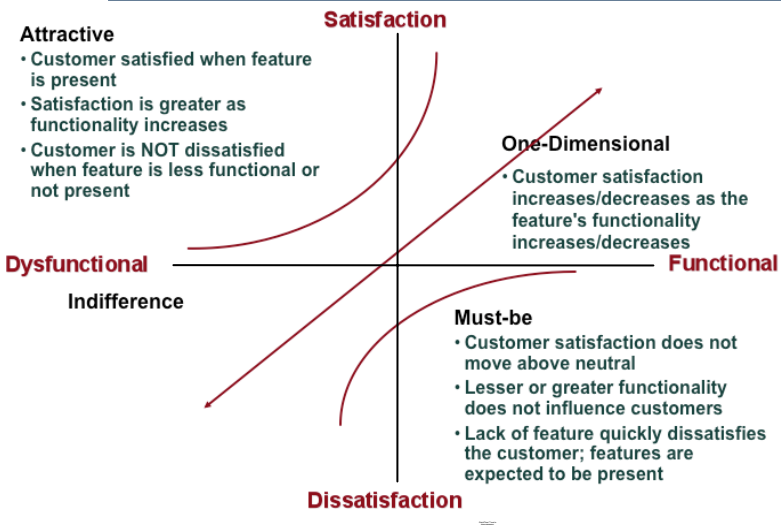 Satisfaction
Attractive
• Customer satisfied when feature
is present
• Satisfaction is greater as
functionality increases
• Customer is NOT dissatisfied
when feature is less functional or
not present
One-Dimensional
• Customer satisfaction
increases/decreases as the
feature's functionality
increases/decreases
Dysfunctional
Functional
Indifference
Must-be
• Customer satisfaction does not
move above neutral
• Lesser or greater functionality
does not influence customers
• Lack of feature quickly dissatisfies
the customer; features are
expected to be present
Dissatisfaction